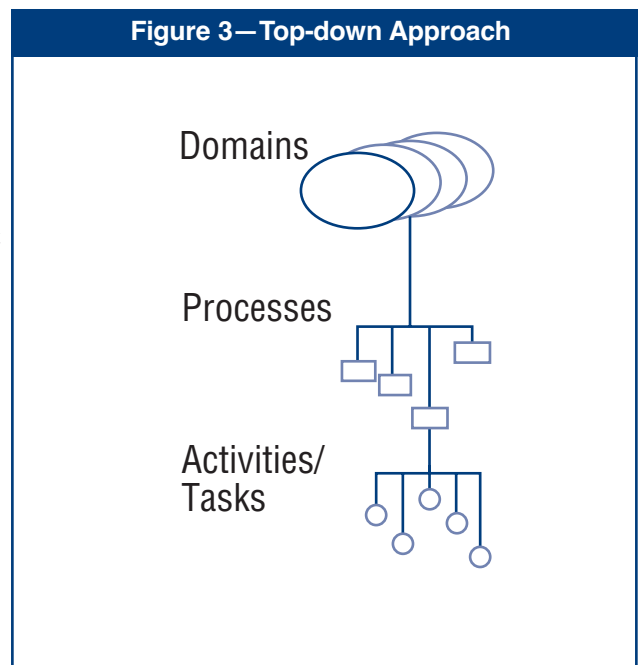 Figure 3—Top-down Approach
Domains
Processes
Activities/
Tasks